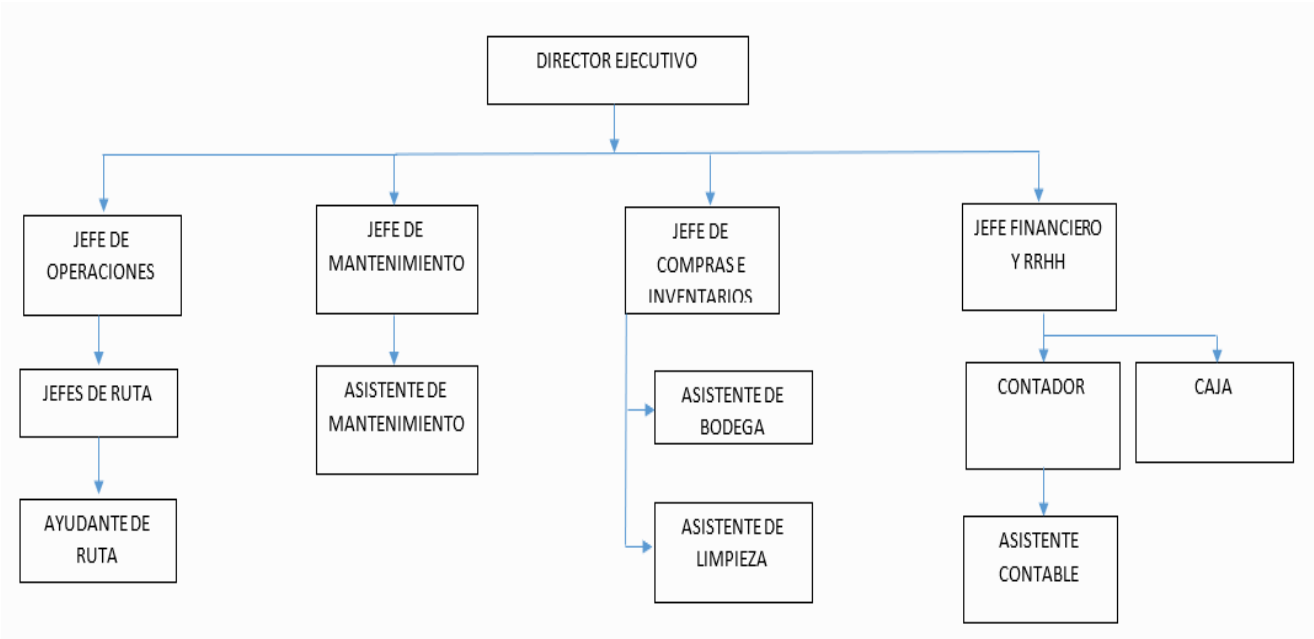 DIRECTOR EJECUTIVO
JEFE DE
OPERACIONES
JEFE DE
MANTENIMIENTO
JEFE DE
COMPRAS E
INVENTARIOS
JEFE FINANCIERO
Y RRHH
JEFES DE RUTA
ASISTENTE DE
MANTENIMIENTO
ASISTENTE DE
BODEGA
CONTADOR
CAJA
AYUDANTE DE
RUTA
ASISTENTE DE
LIMPIEZA
ASISTENTE
CONTABLE